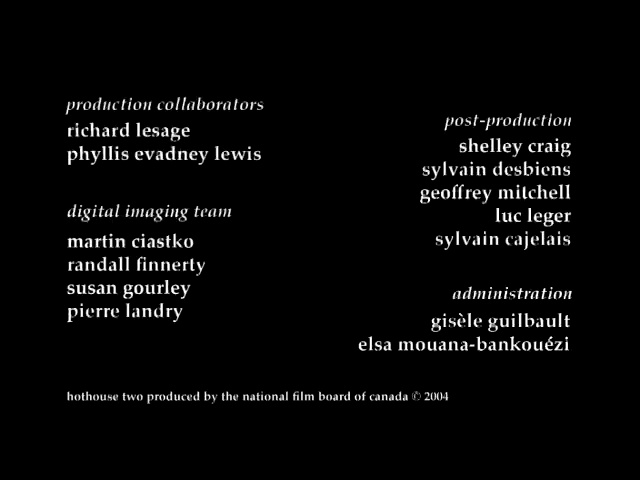 production collaborators
richard lesage
phyllis evadney lewis
digital imaging team
martin ciastko
randall finnerty
susan gourley
pierre landry
post-production
shelley craig
sylvain desbiens
geoffrey mitchell
luc leger
sylvain cajelais
administration
gisèle guilbault
elsa mouana-bankouézi
hothouse two produced by the national film board of canada © 2004